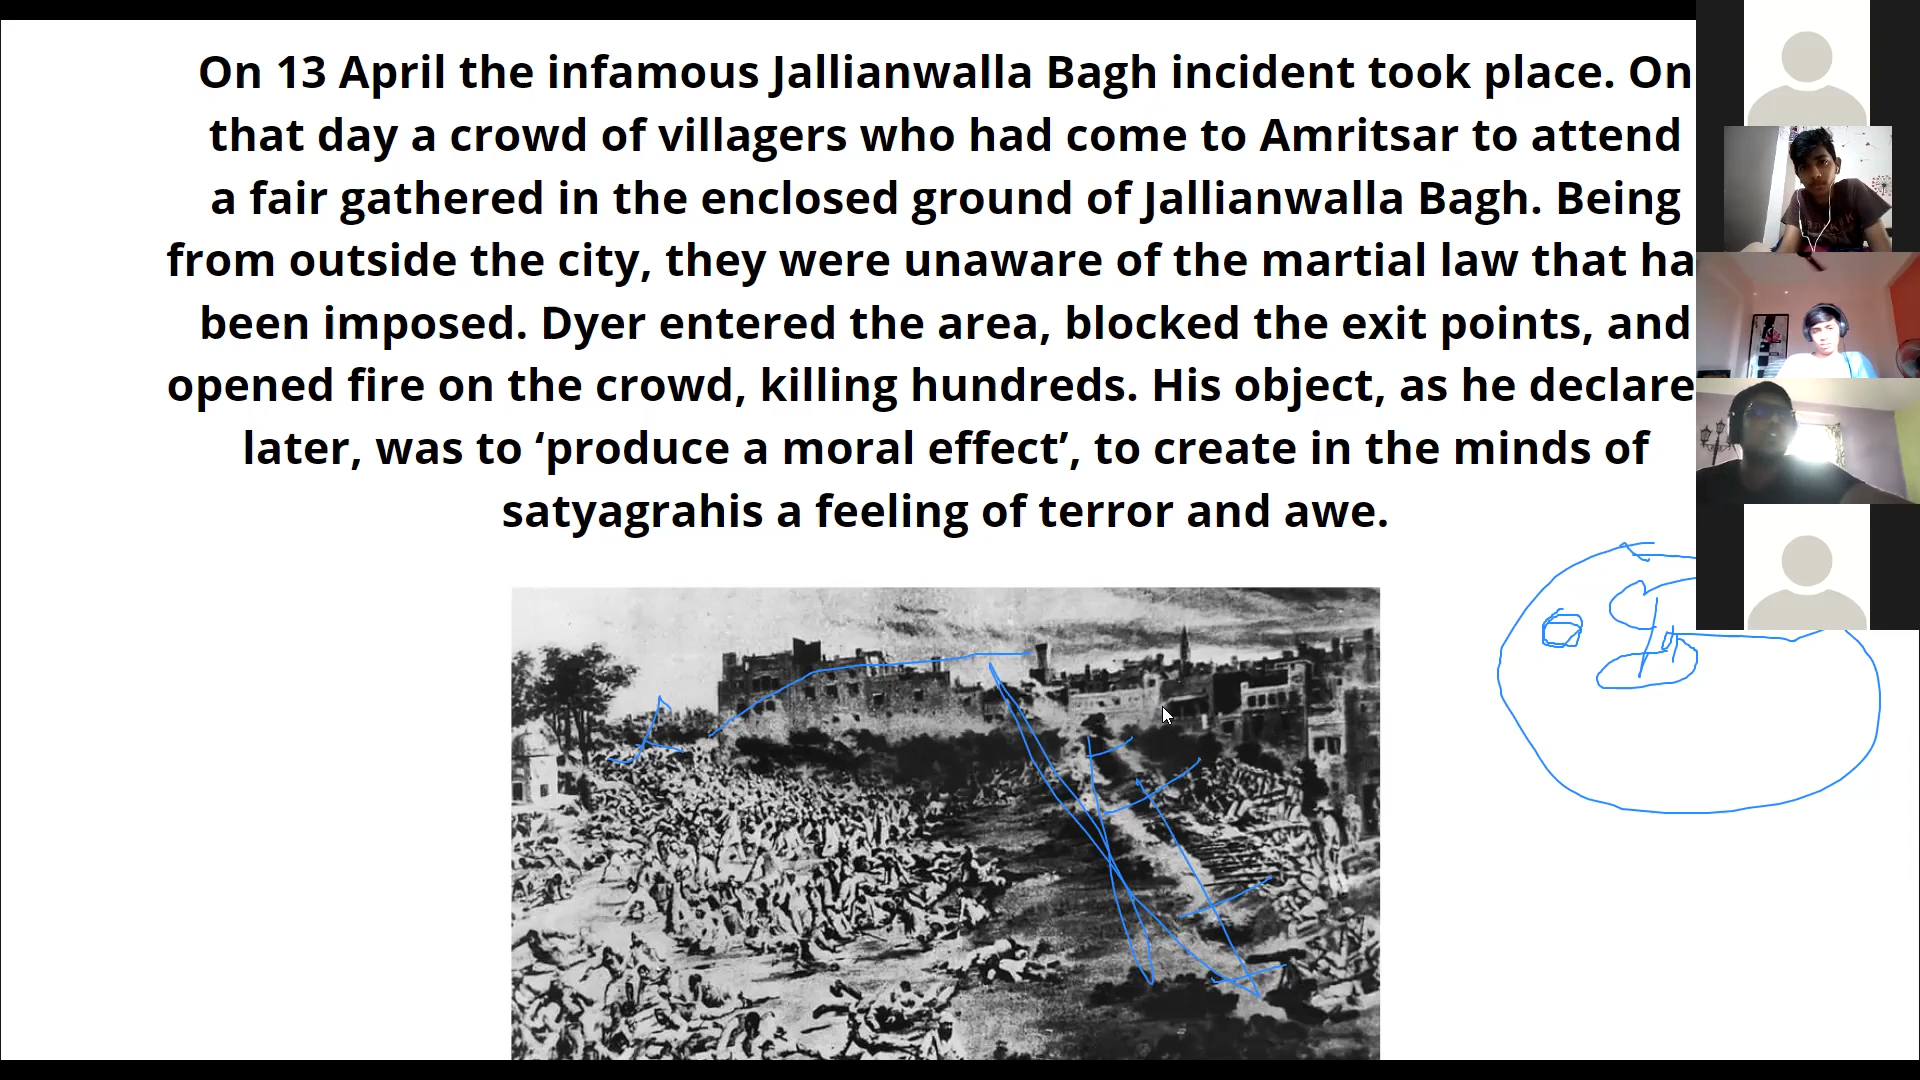 On 13 April the infamous Jallianwalla Bagh incident took place. On
that day a crowd of villagers who had come to Amritsar to attend
a fair gathered in the enclosed ground of Jallianwalla Bagh. Being
from outside the city, they were unaware of the martial law that ha
been imposed. Dyer entered the area, blocked the exit points, and
opened fire on the crowd, killing hundreds. His object, as he declare
later, was to ‘produce a moral effect’, to create in the minds of
satyagrahis a feeling of terror and awe.